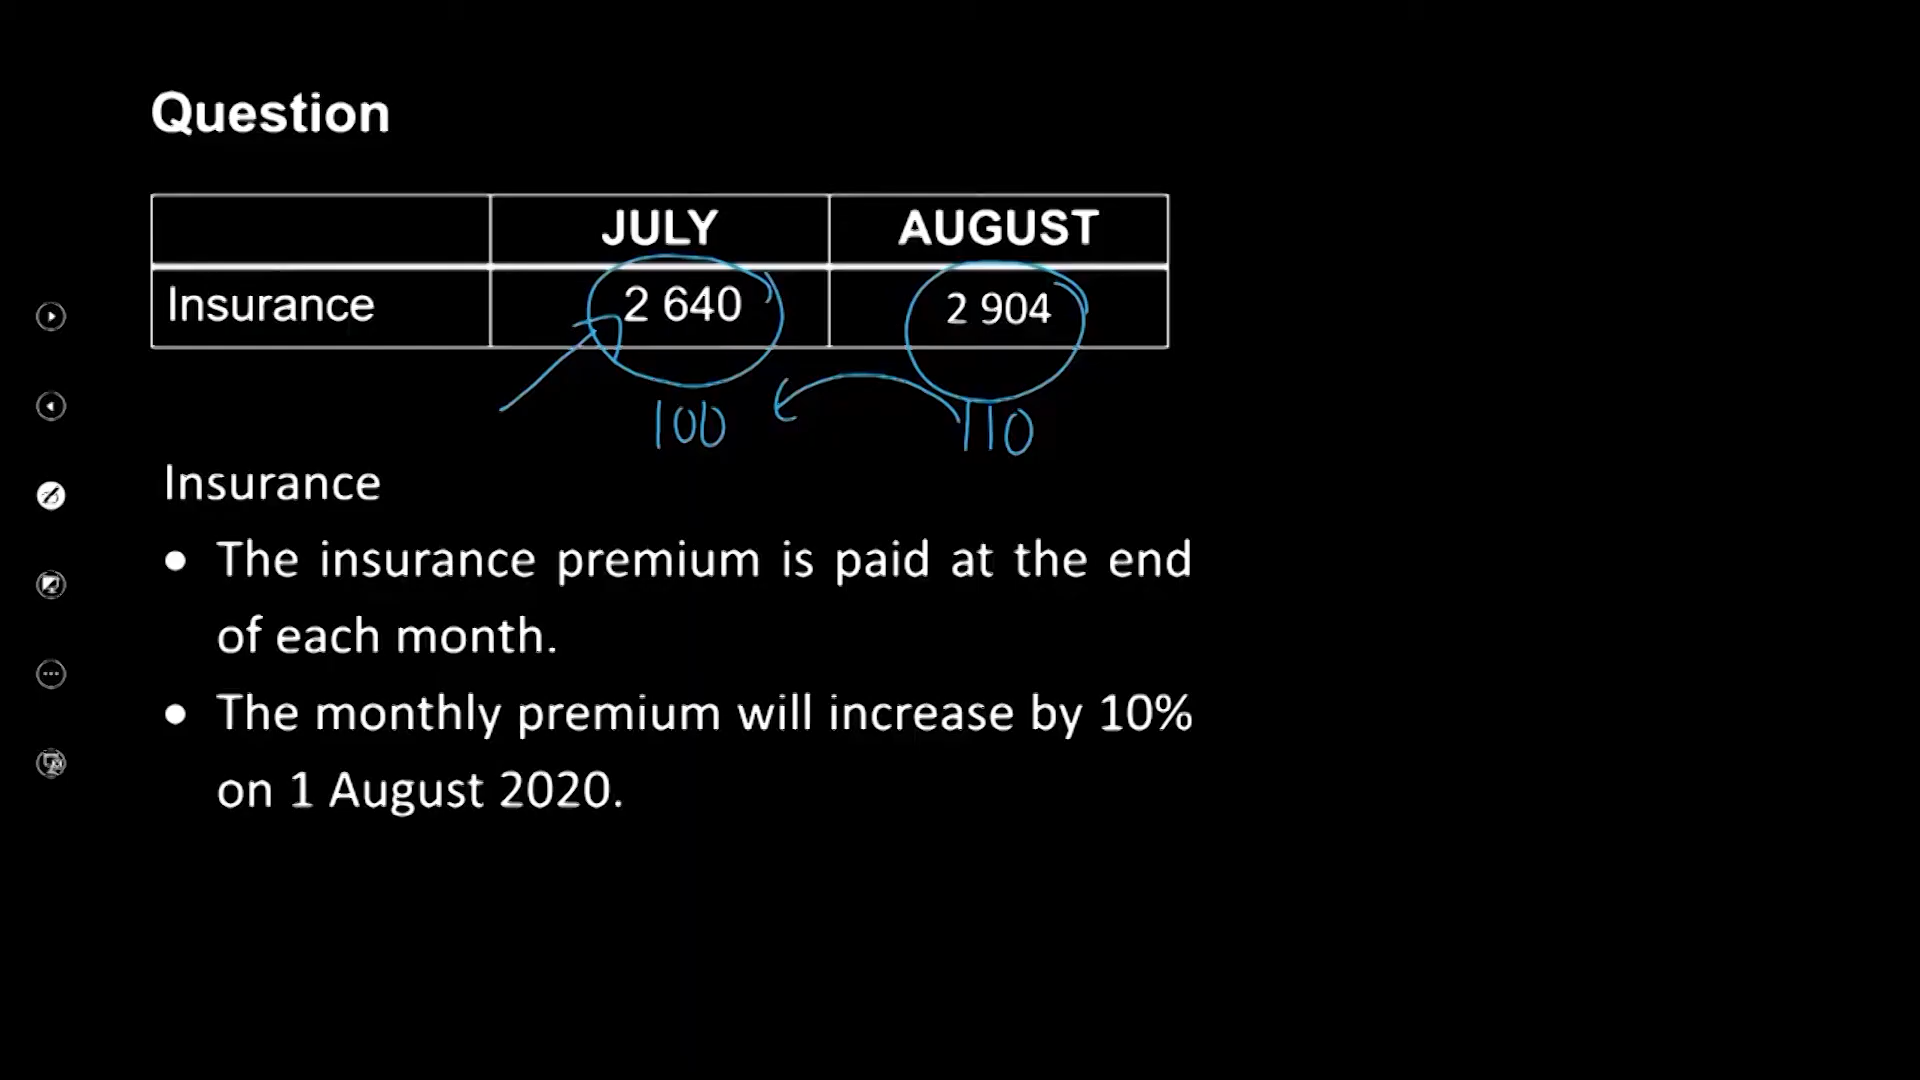 Question
JULY AUGUST
Insurance 2 640 2 904
100 110
Insurance
● The insurance premium is paid at the end
of each month.
● The monthly premium will increase by 10%
on 1 August 2020.